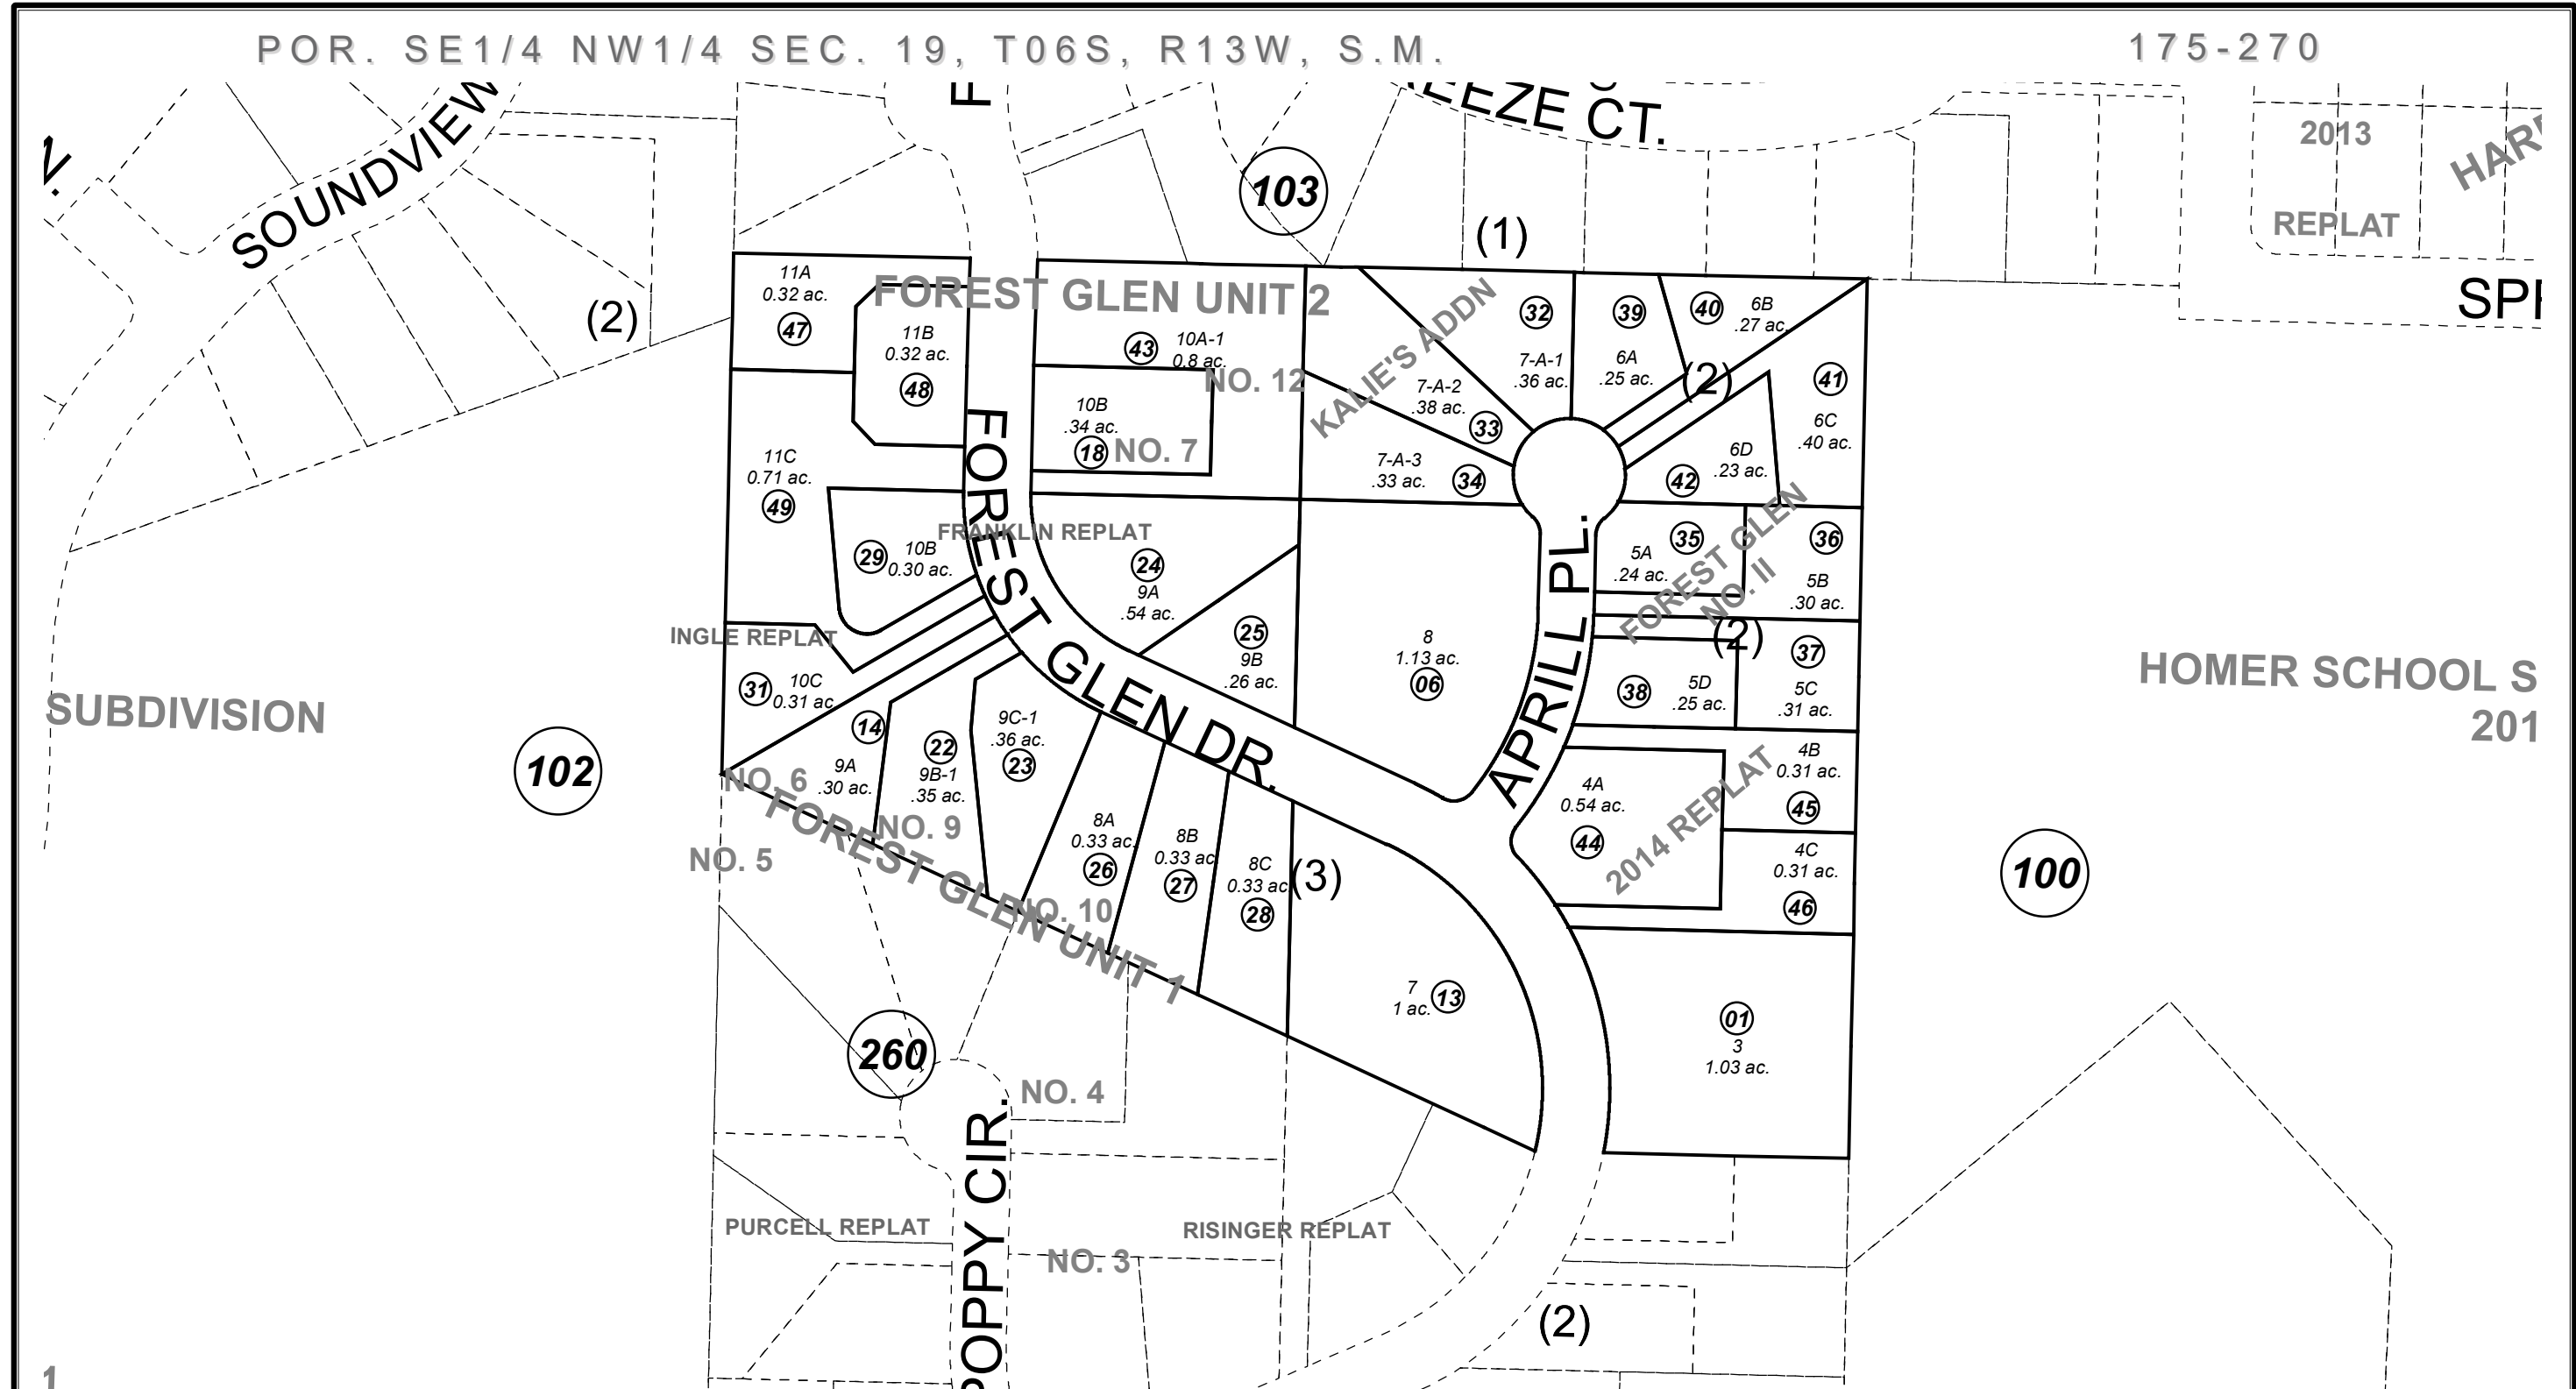 POR. SE1/4 NW1/4 SEC. 19, T06S, R13W, S.M.
175-270
SOUNDVIEW
(2)
103
(1)
CT.
2013
REPLAT
11A
0.32 ac.
47
11B
0.32 ac.
48
FOREST GLEN UNIT 2
43
10A-1
0.8 ac.
NO. 12
10B
.34 ac.
18
NO. 7
KALIE'S ADDN
32
7-A-1
.36 ac.
7-A-2
.38 ac.
33
7-A-3
.33 ac.
34
39
6A
.25 ac.
40
6B
.27 ac.
(2)
41
6C
.40 ac.
6D
.23 ac.
42
11C
0.71 ac.
49
29
10B
0.30 ac.
FRANKLIN REPLAT
24
9A
.54 ac.
25
9B
.26 ac.
8
1.13 ac.
06
FOREST GLEN DR.
APRILL PL.
35
5A
.24 ac.
FOREST GLEN
NO. II
36
5B
.30 ac.
(2)
37
5C
.31 ac.
38
5D
.25 ac.
INGLE REPLAT
31
10C
0.31 ac.
14
9A
.30 ac.
22
9B-1
.35 ac.
9C-1
.36 ac.
23
NO. 6
NO. 9
NO. 5
NO. 10
FOREST GLEN UNIT 1
8A
0.33 ac.
26
8B
0.33 ac.
27
8C
0.33 ac.
28
(3)
4A
0.54 ac.
44
2014 REPLAT
4B
0.31 ac.
45
4C
0.31 ac.
46
SUBDIVISION
102
HOMER SCHOOL S
201
100
7
1 ac.
13
01
3
1.03 ac.
260
NO. 4
POPPY CIR.
PURCELL REPLAT
RISINGER REPLAT
NO. 3
(2)
1